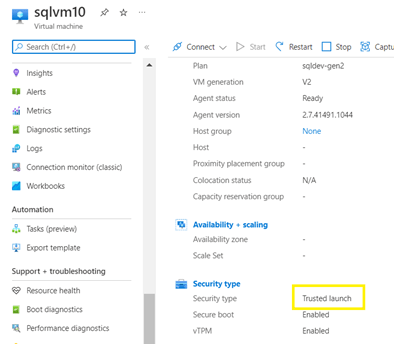 sqlvm10
Virtual machine
Search (Ctrl+/)
Insights
Alerts
Metrics
Diagnostic settings
Logs
Connection monitor (classic)
Workbooks
Automation
Tasks (preview)
Export template
Support + troubleshooting
Resource health
Boot diagnostics
Performance diagnostics
Connect Start Restart Stop Captu
Plan sqldev-gen2
VM generation V2
Agent status Ready
Agent version 2.7.41491.1044
Host group None
Host -
Proximity placement group -
Colocation status N/A
Capacity reservation group -
Availability + scaling
Availability zone -
Scale Set -
Security type
Security type Trusted launch
Secure boot Enabled
vTPM Enabled